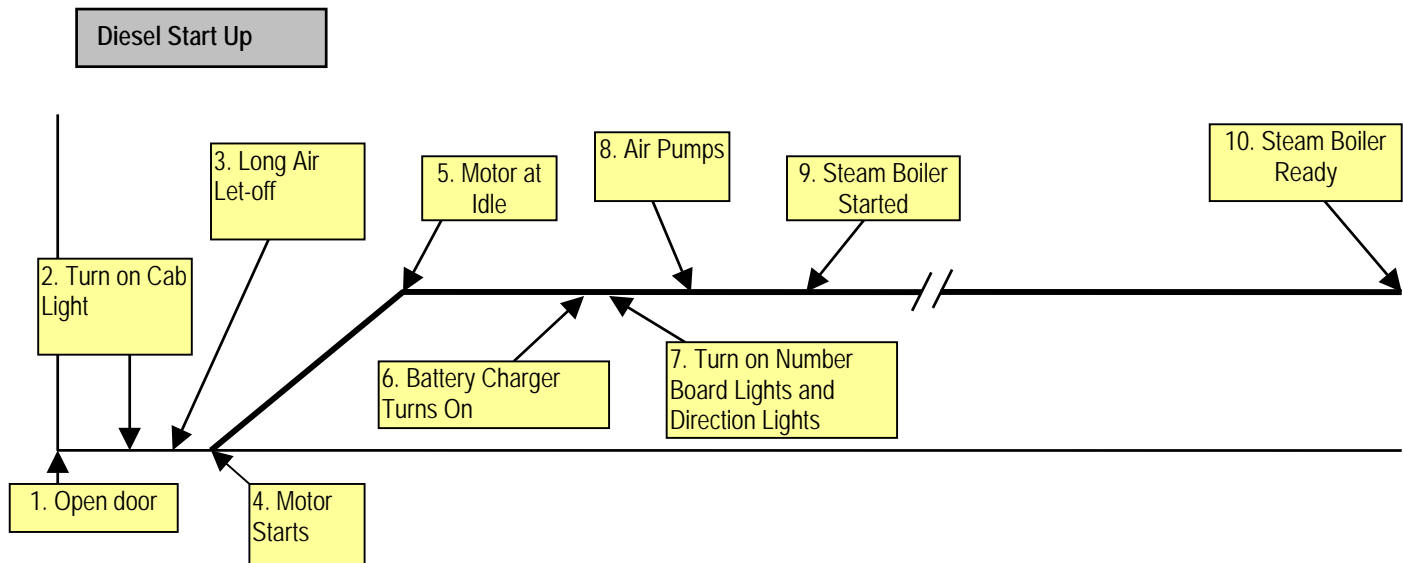 Diesel Start Up
1. Open door
2. Turn on Cab
Light
3. Long Air
Let-off
4. Motor
Starts
5. Motor at
Idle
6. Battery Charger
Turns On
7. Turn on Number
Board Lights and
Direction Lights
8. Air Pumps
9. Steam Boiler
Started
10. Steam Boiler
Ready